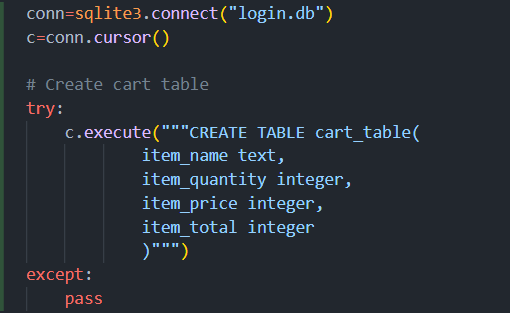 conn=sqlite3.connect("login.db")
c=conn.cursor()
# Create cart table
try:
c.execute("""CREATE TABLE cart_table(
item_name text,
item_quantity integer,
item_price integer,
item_total integer
)""")
except:
pass